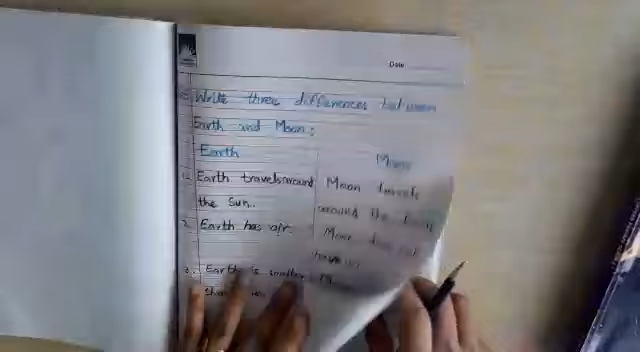 Date
Write three differences between
Earth and Moon:
Earth Moon
1. Earth travels around Moon travels
the Sun. around the Earth
2. Earth has air. Moon does not
have
3. Earth is smaller